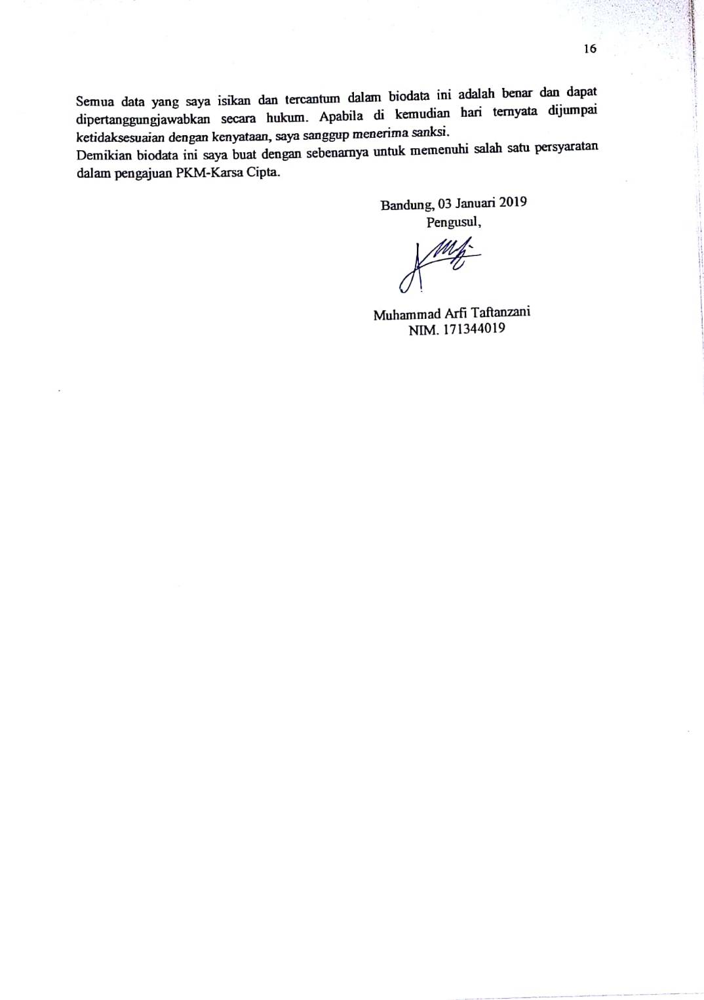 16
Semua data yang saya isikan dan tercantum dalam biodata ini adalah benar dan dapat
dipertanggungjawabkan secara hukum. Apabila di kemudian hari ternyata dijumpai
ketidaksesuaian dengan kenyataan, saya sanggup menerima sanksi.
Demikian biodata ini saya buat dengan sebenarnya untuk memenuhi salah satu persyaratan
dalam pengajuan PKM-Karsa Cipta.
Bandung, 03 Januari 2019
Pengusul,
Muhammad Arfi Taftanzani
NIM. 171344019